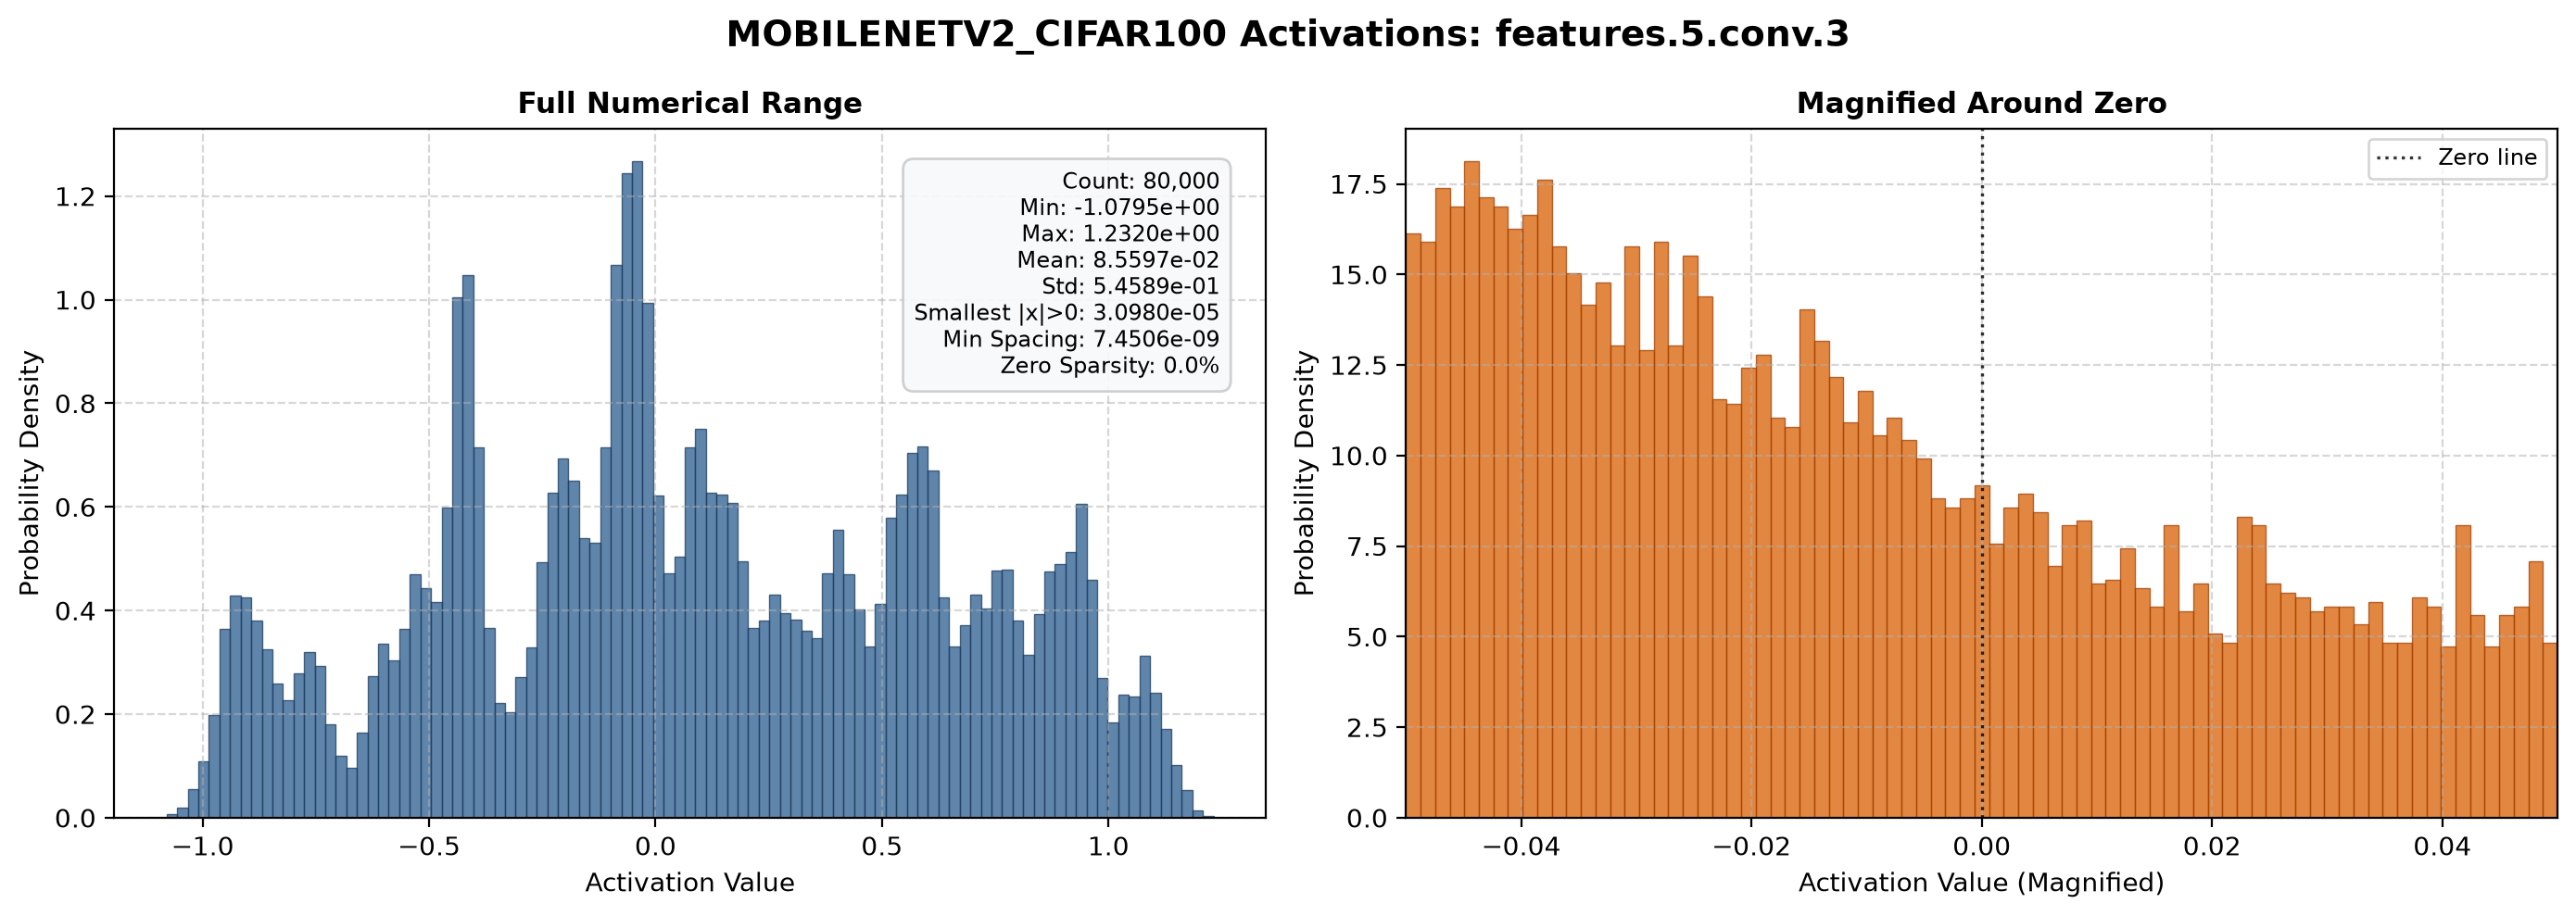 MOBILENETV2_CIFAR100 Activations: features.5.conv.3
Full Numerical Range
Probability Density
1.2
1.0
0.8
0.6
0.4
0.2
0.0
Count: 80,000
Min: -1.0795e+00
Max: 1.2320e+00
Mean: 8.5597e-02
Std: 5.4589e-01
Smallest |x|>0: 3.0980e-05
Min Spacing: 7.4506e-09
Zero Sparsity: 0.0%
−1.0 −0.5 0.0 0.5 1.0
Activation Value
Magnified Around Zero
Probability Density
17.5
15.0
12.5
10.0
7.5
5.0
2.5
0.0
Zero line
−0.04 −0.02 0.00 0.02 0.04
Activation Value (Magnified)